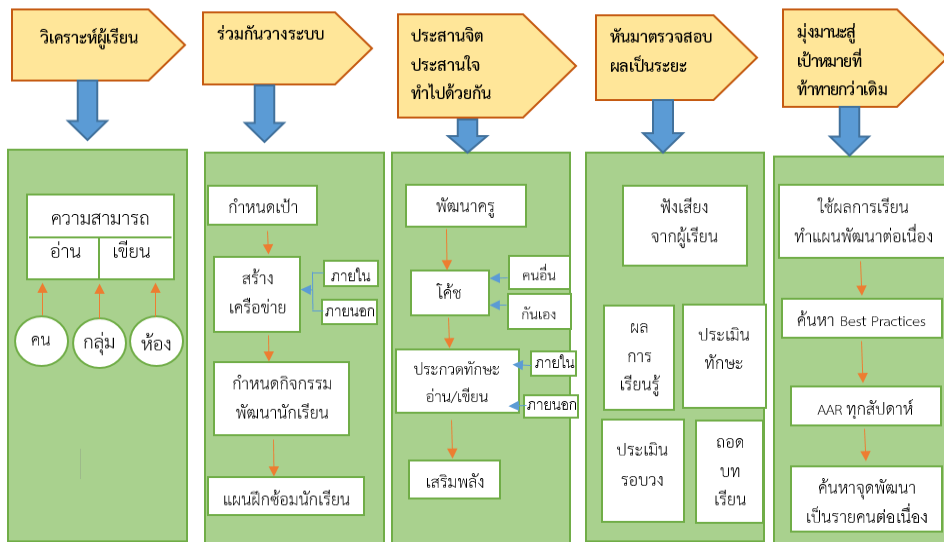 วิเคราะห์ผู้เรียน
ร่วมกันวางระบบ
ประสานจิต
ประสานใจ
ทำไปด้วยกัน
หันมาตรวจสอบ
ผลเป็นระยะ
มุ่งมานะสู่
เป้าหมายที่
ท้าทายกว่าเดิม
ความสามารถ
อ่าน
เขียน
คน
กลุ่ม
ห้อง
กำหนดเป้า
สร้าง
เครือข่าย
ภายใน
ภายนอก
กำหนดกิจกรรม
พัฒนานักเรียน
แผนฝึกซ้อมนักเรียน
พัฒนาครู
โค้ช
คนอื่น
กันเอง
ประกวดทักษะ
อ่าน/เขียน
ภายใน
ภายนอก
เสริมพลัง
ฟังเสียง
จากผู้เรียน
ผล
การ
เรียนรู้
ประเมิน
ทักษะ
ประเมิน
รอบวง
ถอด
บท
เรียน
ใช้ผลการเรียน
ทำแผนพัฒนาต่อเนื่อง
ค้นหา Best Practices
AAR ทุกสัปดาห์
ค้นหาจุดพัฒนา
เป็นรายคนต่อเนื่อง